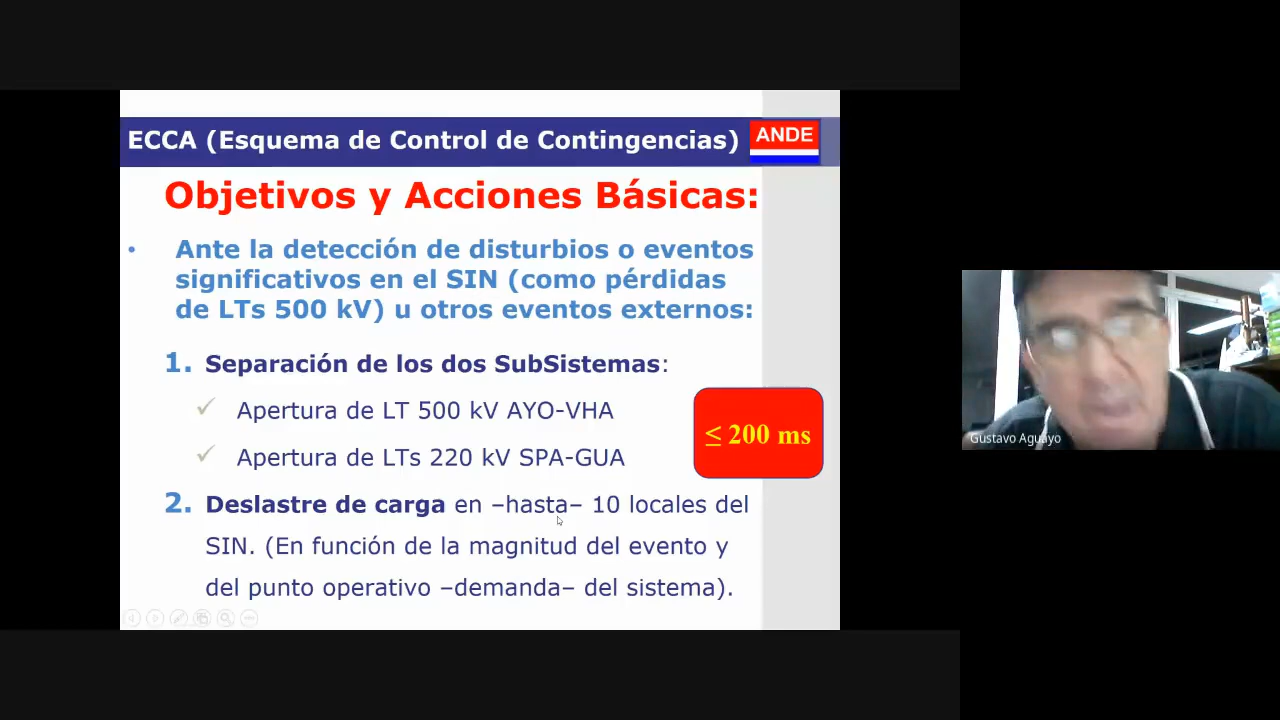 ECCA (Esquema de Control de Contingencias)
ANDE
Objetivos y Acciones Básicas:
• Ante la detección de disturbios o eventos
significativos en el SIN (como pérdidas
de LTs 500 kV) u otros eventos externos:
1. Separación de los dos SubSistemas:
✓ Apertura de LT 500 kV AYO-VHA
✓ Apertura de LTs 220 kV SPA-GUA
≤ 200 ms
2. Deslastre de carga en –hasta– 10 locales del
SIN. (En función de la magnitud del evento y
del punto operativo –demanda– del sistema).
Gustavo Aguayo